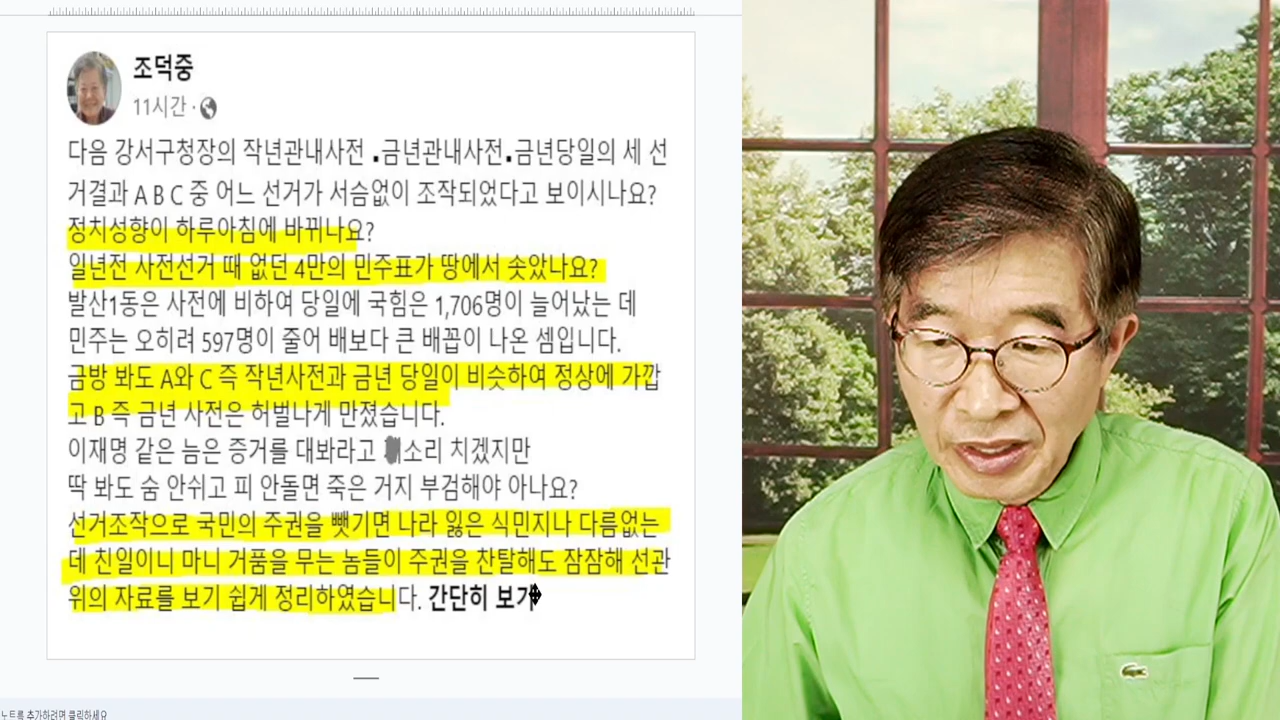 조덕중
11시간 ·
다음 강서구청장의 작년관내사전 ▪금년관내사전▪금년당일의 세 선
거결과 A B C 중 어느 선거가 서슴없이 조작되었다고 보이시나요?
정치성향이 하루아침에 바뀌나요?
일년전 사전선거 때 없던 4만의 민주표가 땅에서 솟았나요?
발산1동은 사전에 비하여 당일에 국힘은 1,706명이 늘어났는 데
민주는 오히려 597명이 줄어 배보다 큰 배꼽이 나온 셈입니다.
금방 봐도 A와 C 즉 작년사전과 금년 당일이 비슷하여 정상에 가깝
고 B 즉 금년 사전은 허벌나게 만졌습니다.
이재명 같은 늠은 증거를 대봐라고 소리 치겠지만
딱 봐도 숨 안쉬고 피 안돌면 죽은 거지 부검해야 아나요?
선거조작으로 국민의 주권을 뺏기면 나라 잃은 식민지나 다름없는
데 친일이니 마니 거품을 무는 놈들이 주권을 찬탈해도 잠잠해 선관
위의 자료를 보기 쉽게 정리하였습니다. 간단히 보기
노트를 추가하려면 클릭하세요